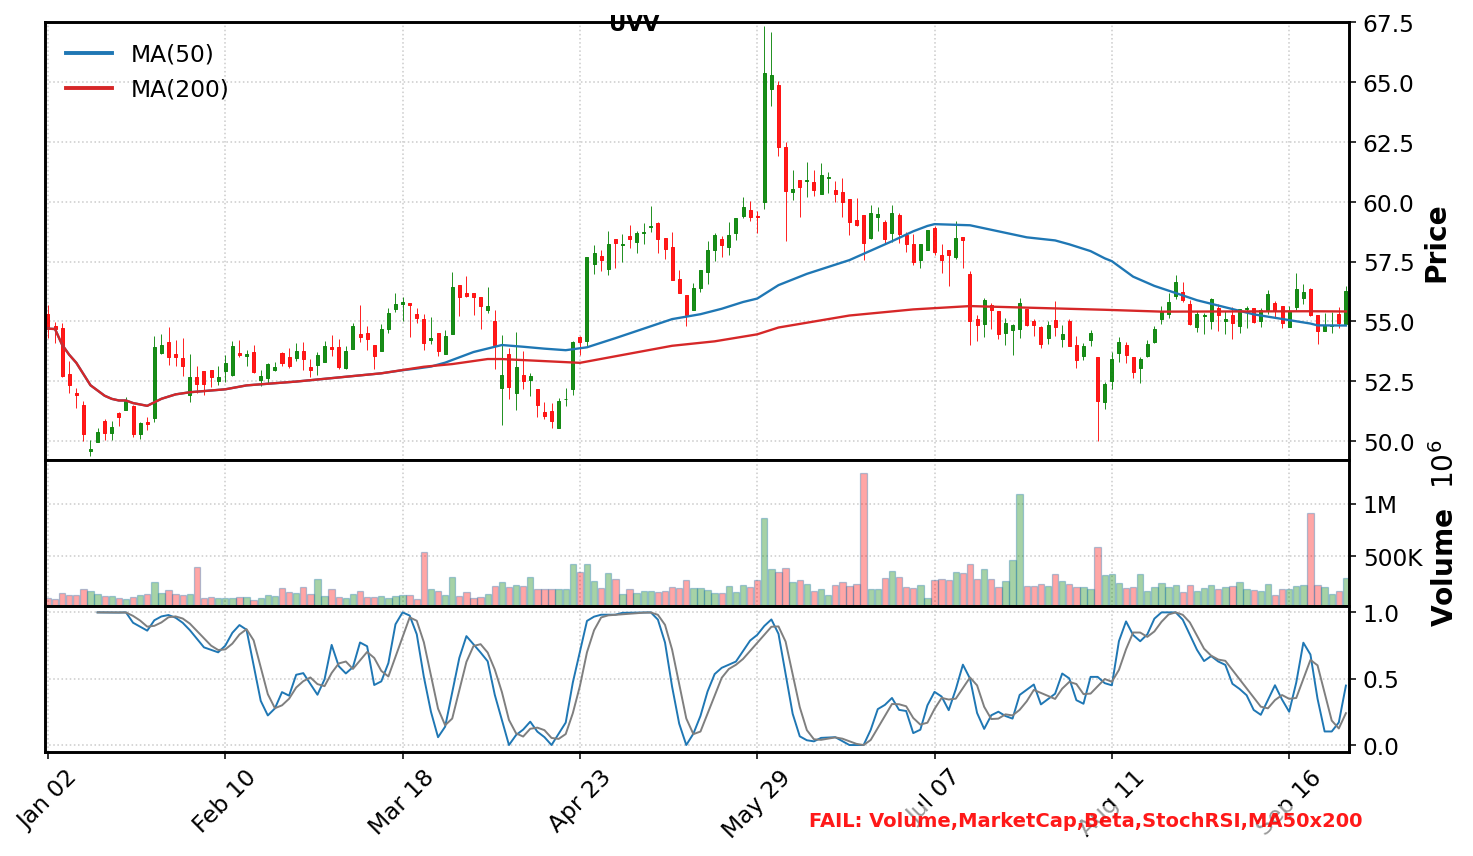 UVV
MA(50)
MA(200)
67.5
65.0
62.5
60.0
57.5
55.0
52.5
50.0
Price
1M
500K
Volume 10^6
1.0
0.5
0.0
Jan 02
Feb 10
Mar 18
Apr 23
May 29
Jul 07
Aug 11
Sep 16
FAIL: Volume,MarketCap,Beta,StochRSI,MA50x200